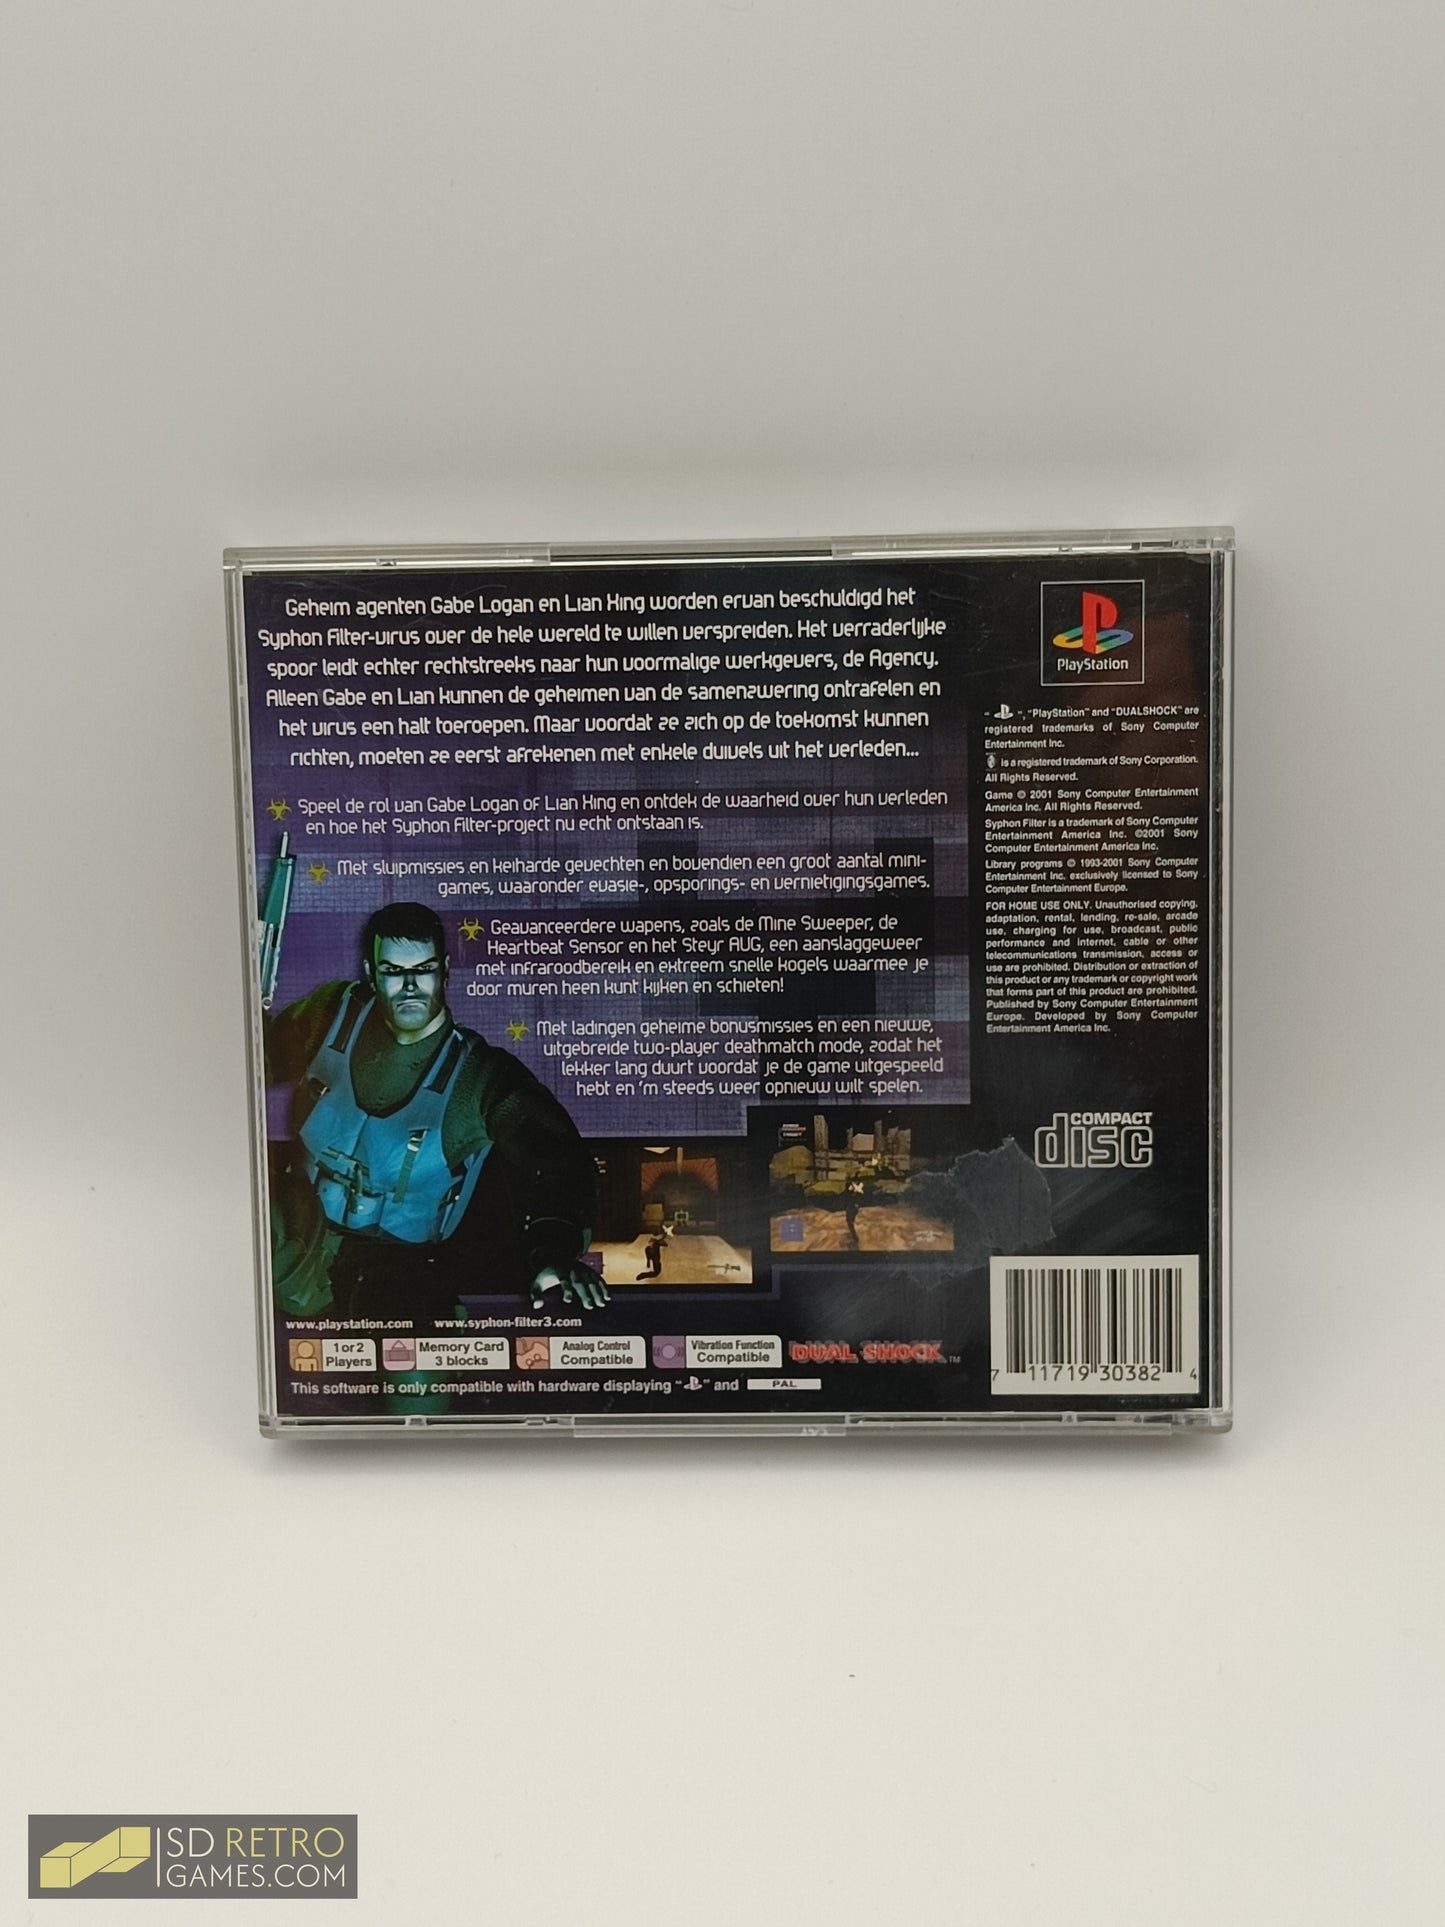 Geheim agenten Gabe Logan en Lian Xing worden ervan beschuldigd het
Syphon Filter-virus over de hele wereld te willen verspreiden. Het verraderlijke
spoor leidt echter rechtstreeks naar hun voormalige werkgevers, de Agency.
Alleen Gabe en Lian kunnen de geheimen van de samenzwering ontrafelen en
het virus een halt toeroepen. Maar voordat ze zich op de toekomst kunnen
richten, moeten ze eerst afrekenen met enkele duivels uit het verleden...
Speel de rol van Gabe Logan of Lian Xing en ontdek de waarheid over hun verleden
en hoe het Syphon Filter-project nu echt ontstaan is.
Met sluipmissies en keiharde gevechten en bovendien een groot aantal mini-
games, waaronder evasie-, opsporings- en vernietigingsgames.
Geavanceerdere wapens, zoals de Mine Sweeper, de
Heartbeat Sensor en het Steyr AUG, een aanslaggeweer
met infraroodbereik en extreem snelle kogels waarmee je
door muren heen kunt kijken en schieten!
Met ladingen geheime bonusmissies en een nieuwe,
uitgebreide two-player deathmatch mode, zodat het
lekker lang duurt voordat je de game uitgespeeld
hebt en 'm steeds weer opnieuw wilt spelen.
www.playstation.com www.syphon-filter3.com
1 or 2
Players
Memory Card
3 blocks
Analog Control
Compatible
Vibration Function
Compatible
DUAL SHOCK™
This software is only compatible with hardware displaying " " and PAL
PlayStation
" ", "PlayStation" and "DUALSHOCK" are
registered trademarks of Sony Computer
Entertainment Inc.
is a registered trademark of Sony Corporation.
All Rights Reserved.
Game © 2001 Sony Computer Entertainment
America Inc. All Rights Reserved.
Syphon Filter is a trademark of Sony Computer
Entertainment America Inc. ©2001 Sony
Computer Entertainment America Inc.
Library programs © 1993-2001 Sony Computer
Entertainment Inc. exclusively licensed to Sony
Computer Entertainment Europe.
FOR HOME USE ONLY. Unauthorised copying,
adaptation, rental, lending, re-sale, arcade
use, charging for use, broadcast, public
performance and internet, cable or other
telecommunications transmission, access or
use are prohibited. Distribution or extraction of
this product or any trademark or copyright work
that forms part of this product are prohibited.
Published by Sony Computer Entertainment
Europe. Developed by Sony Computer
Entertainment America Inc.
COMPACT
disc
7 11719 30382 4
SD RETRO
GAMES.COM